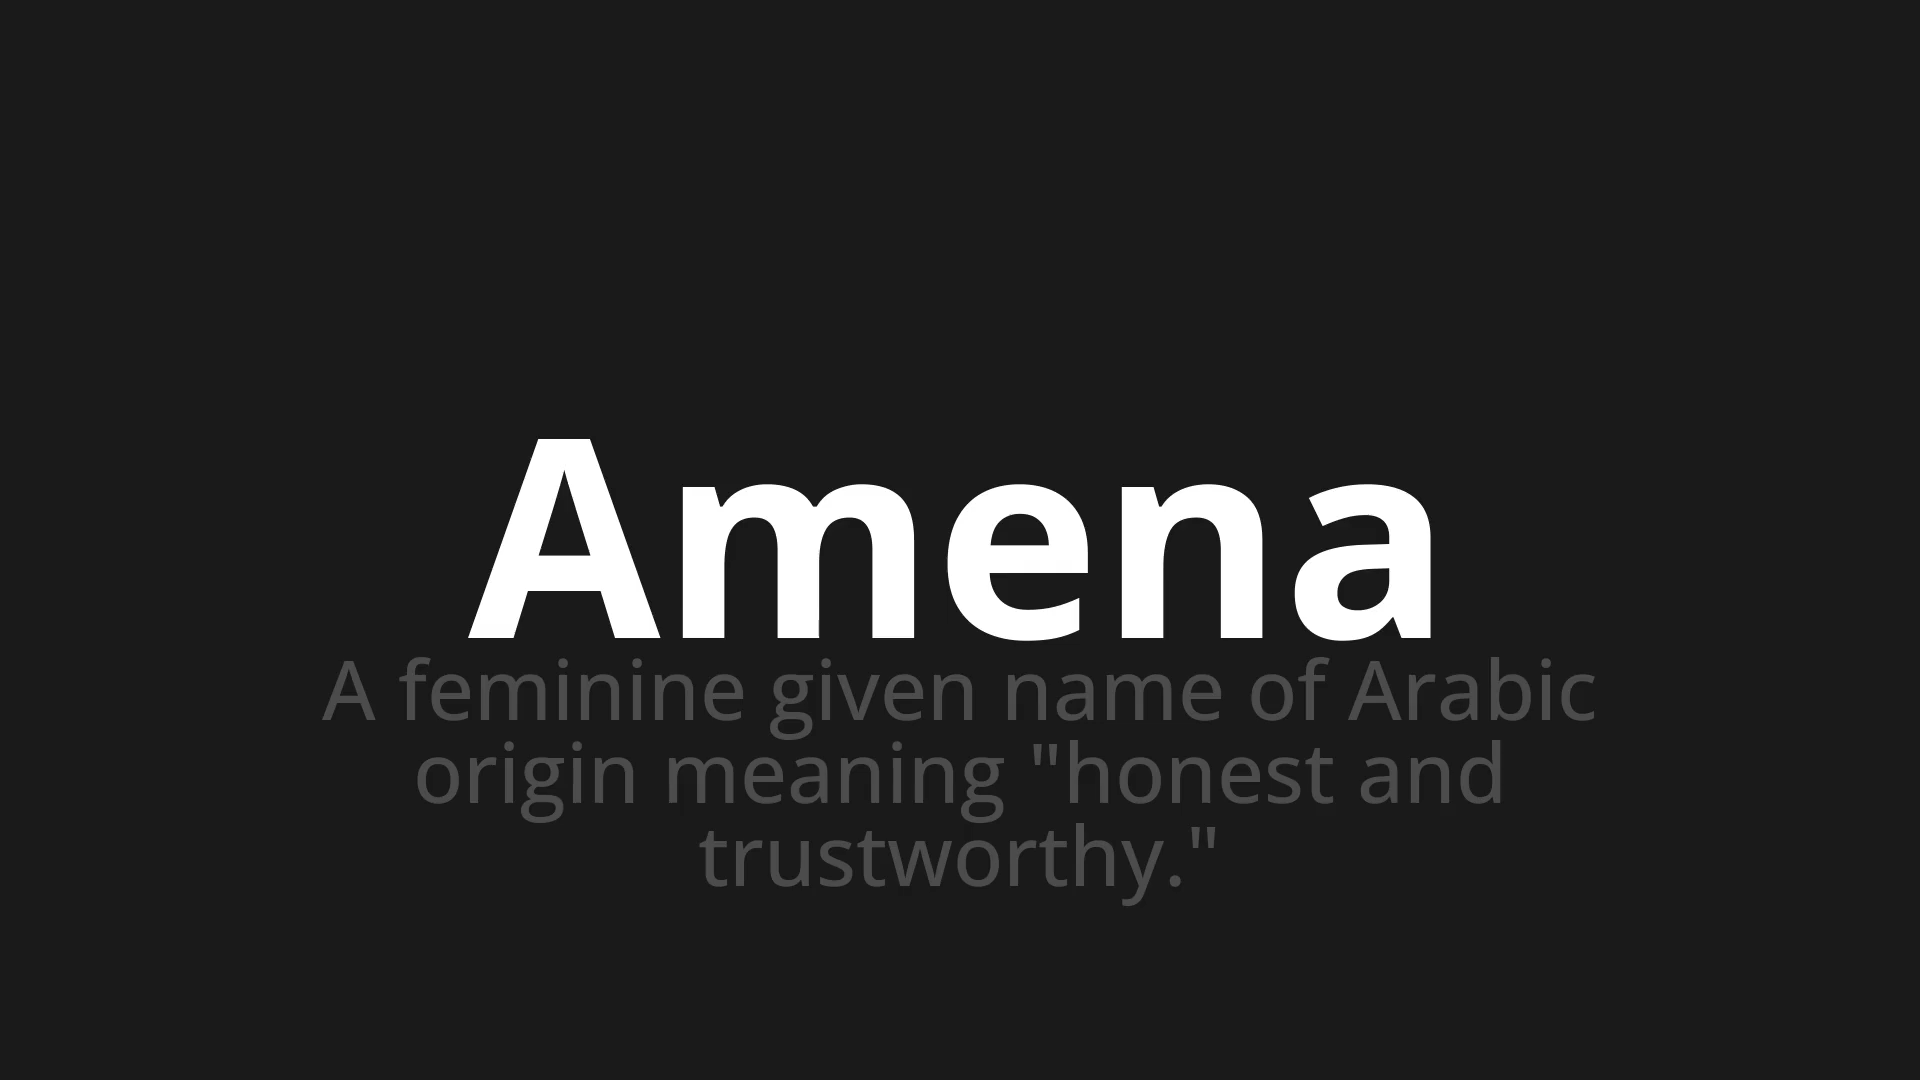 Amena
A feminine given name of Arabic
origin meaning "honest and
trustworthy."